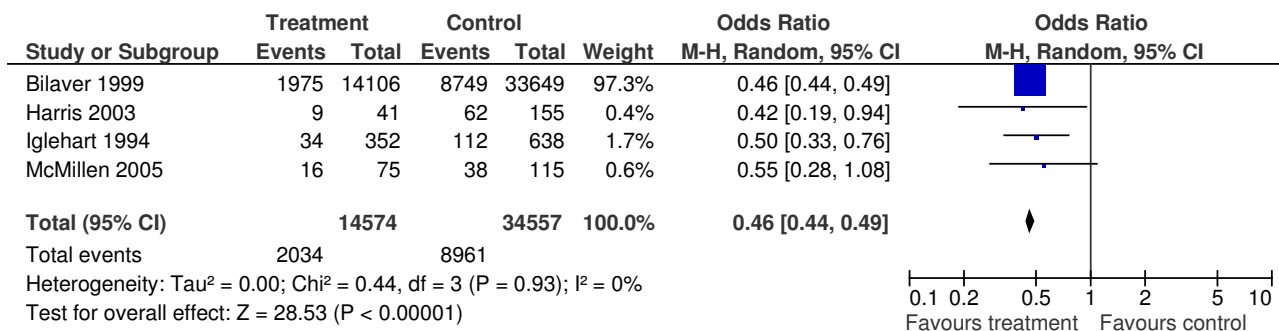 Treatment Control Odds Ratio Odds Ratio
Study or Subgroup Events Total Events Total Weight M-H, Random, 95% CI M-H, Random, 95% CI
Bilaver 1999 1975 14106 8749 33649 97.3% 0.46 [0.44, 0.49]
Harris 2003 9 41 62 155 0.4% 0.42 [0.19, 0.94]
Iglehart 1994 34 352 112 638 1.7% 0.50 [0.33, 0.76]
McMillen 2005 16 75 38 115 0.6% 0.55 [0.28, 1.08]
Total (95% CI) 14574 34557 100.0% 0.46 [0.44, 0.49]
Total events 2034 8961
Heterogeneity: Tau² = 0.00; Chi² = 0.44, df = 3 (P = 0.93); I² = 0%
Test for overall effect: Z = 28.53 (P < 0.00001)
0.1 0.2 0.5 1 2 5 10
Favours treatment Favours control